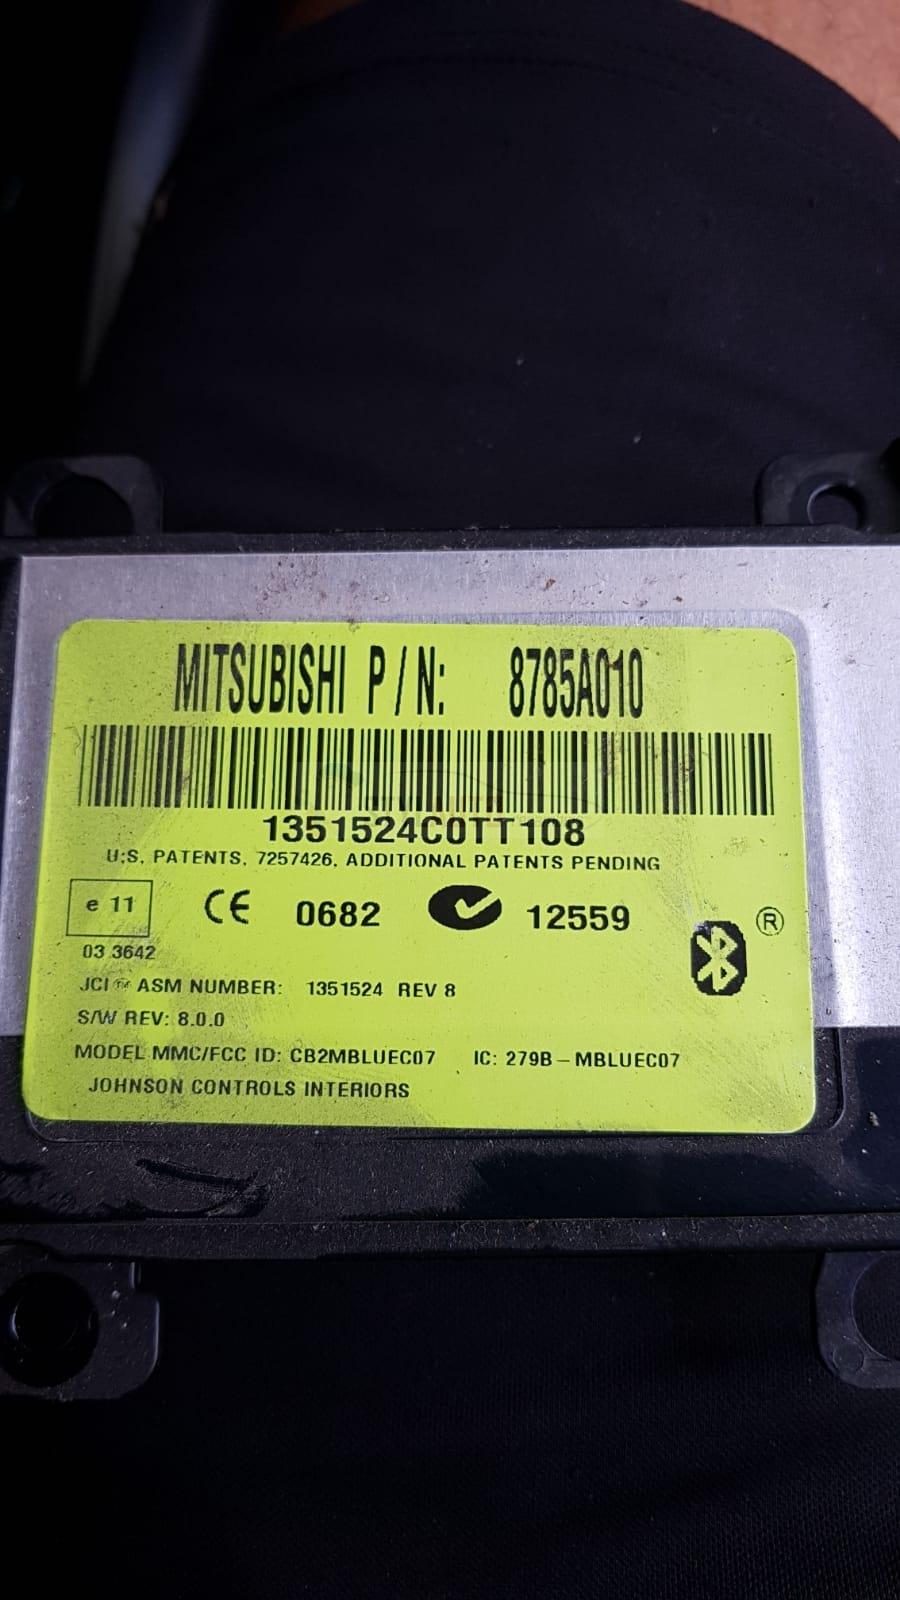 MITSUBISHI P/N: 8785A010
1351524C0TT108
U.S. PATENTS, 7257426. ADDITIONAL PATENTS PENDING
e 11 CE 0682 12559 ®
03 3642
JCI™ ASM NUMBER: 1351524 REV 8
S/W REV: 8.0.0
MODEL MMC/FCC ID: CB2MBLUEC07 IC: 279B-MBLUEC07
JOHNSON CONTROLS INTERIORS